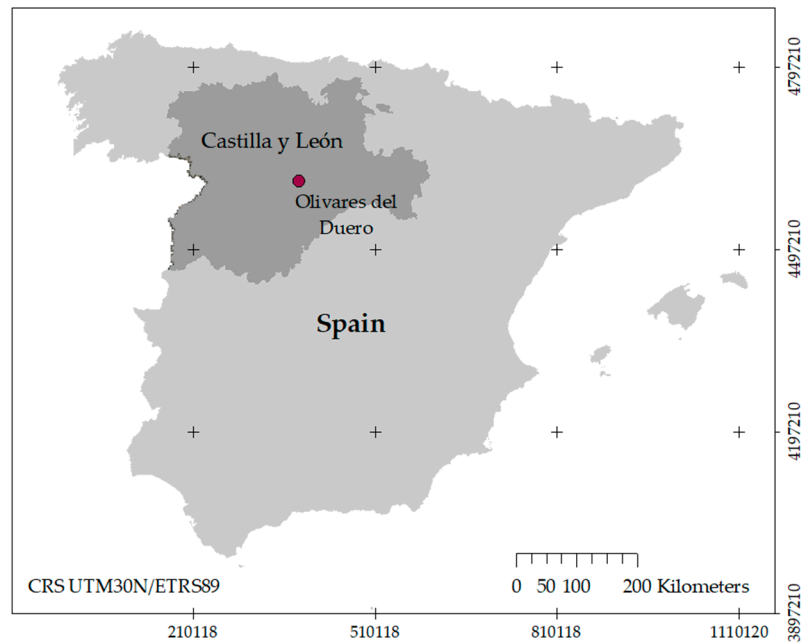 4797210
Castilla y León
Olivares del
Duero
4497210
Spain
4197210
CRS UTM30N/ETRS89
0 50 100 200 Kilometers
3897210
210118 510118 810118 1110120